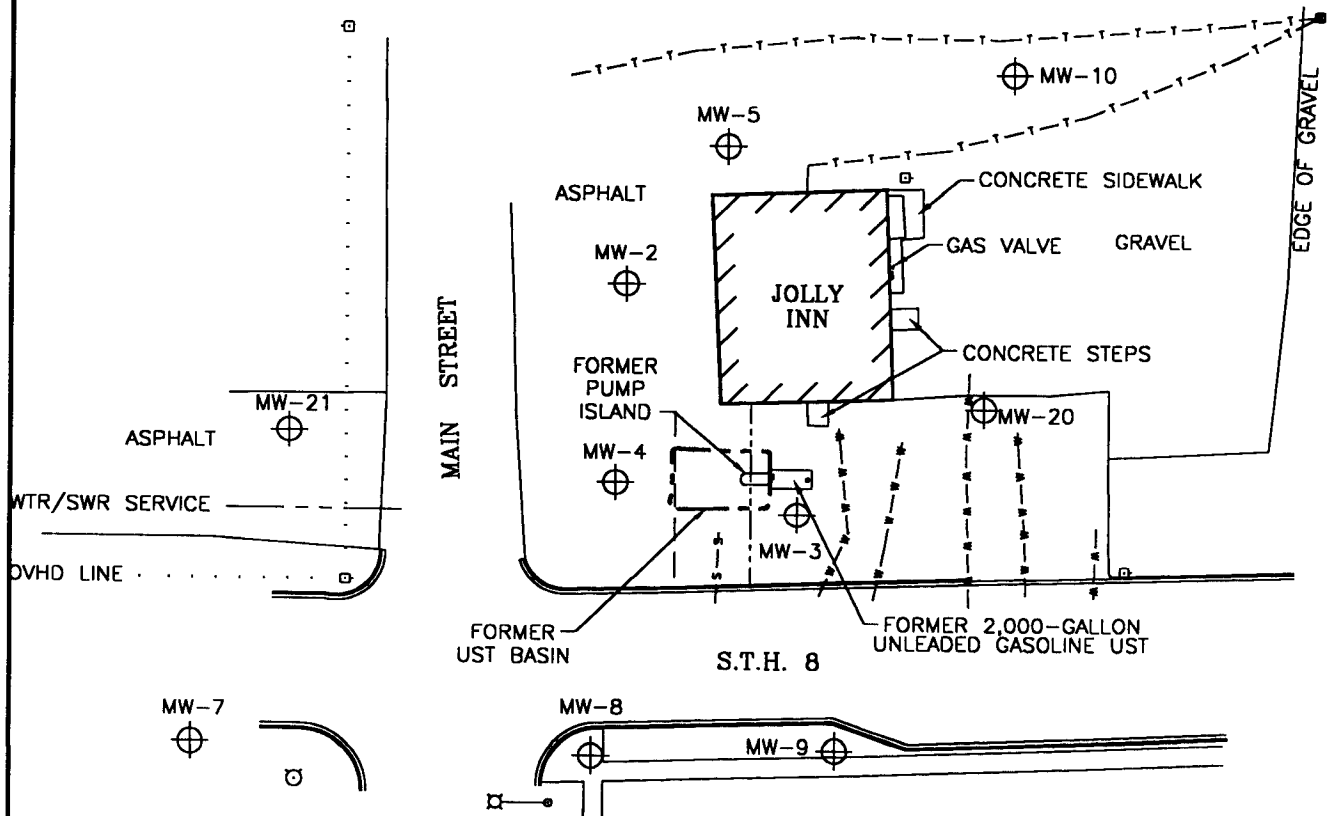 MW-10
MW-5
EDGE OF GRAVEL
CONCRETE SIDEWALK
ASPHALT
GAS VALVE
GRAVEL
MW-2
JOLLY
INN
MAIN STREET
CONCRETE STEPS
FORMER
PUMP
ISLAND
MW-21
MW-20
ASPHALT
MW-4
WTR/SWR SERVICE
MW-3
OVHD LINE
FORMER
UST BASIN
FORMER 2,000-GALLON
UNLEADED GASOLINE UST
S.T.H. 8
MW-7
MW-8
MW-9
T T T T T T T T T
T T T T T T
S S
W W W
W W W
W W W W W W
W W W W
W W